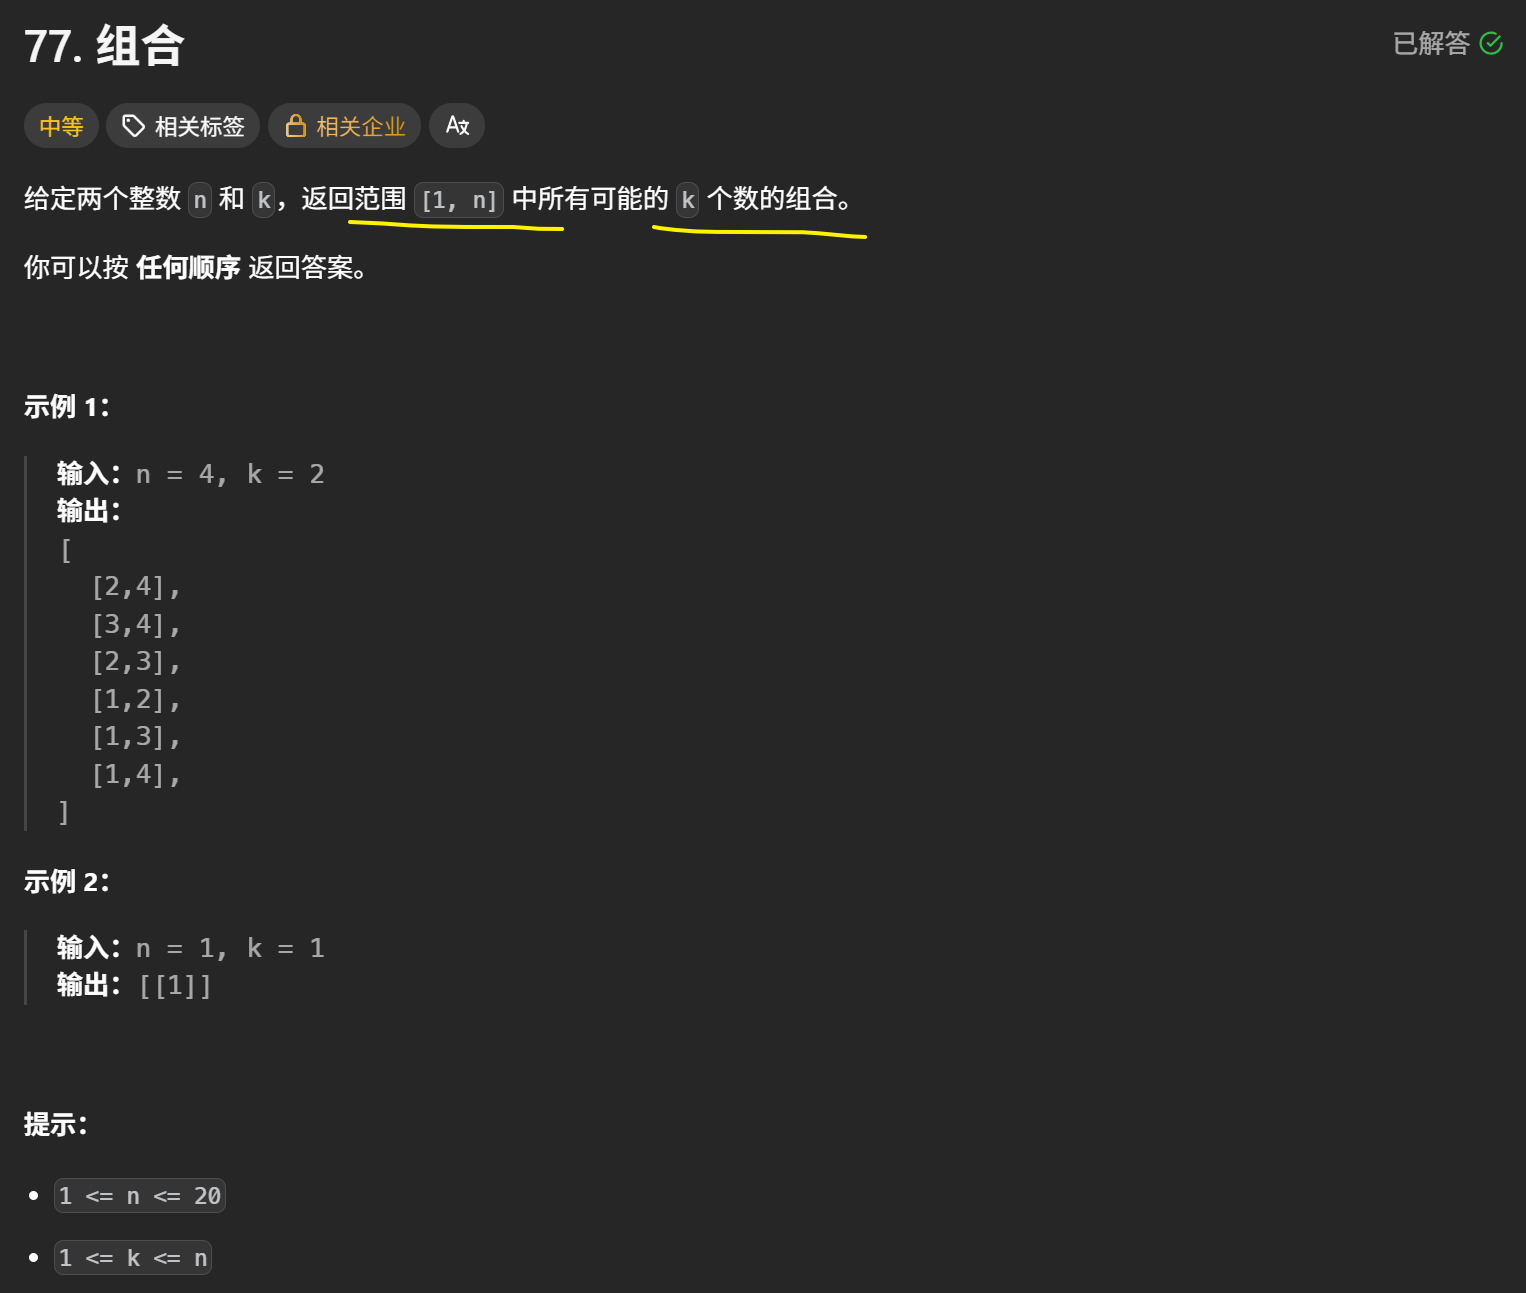 77. 组合
已解答
中等
相关标签
相关企业
给定两个整数 n 和 k，返回范围 [1, n] 中所有可能的 k 个数的组合。
你可以按 任何顺序 返回答案。
示例 1：
输入：n = 4, k = 2
输出：
[
[2,4],
[3,4],
[2,3],
[1,2],
[1,3],
[1,4],
]
示例 2：
输入：n = 1, k = 1
输出：[[1]]
提示：
1 <= n <= 20
1 <= k <= n